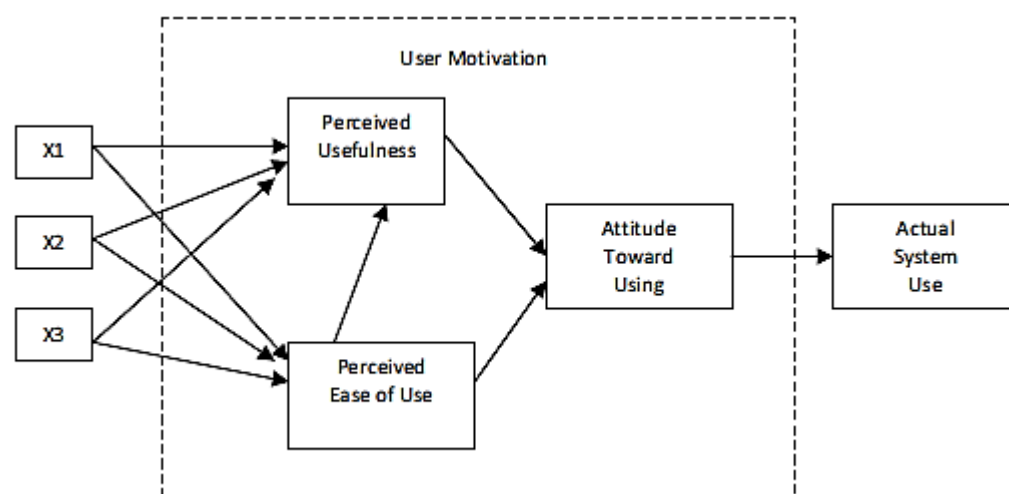 User Motivation
Perceived
Usefulness
X1
X2
X3
Attitude
Toward
Using
Actual
System
Use
Perceived
Ease of Use